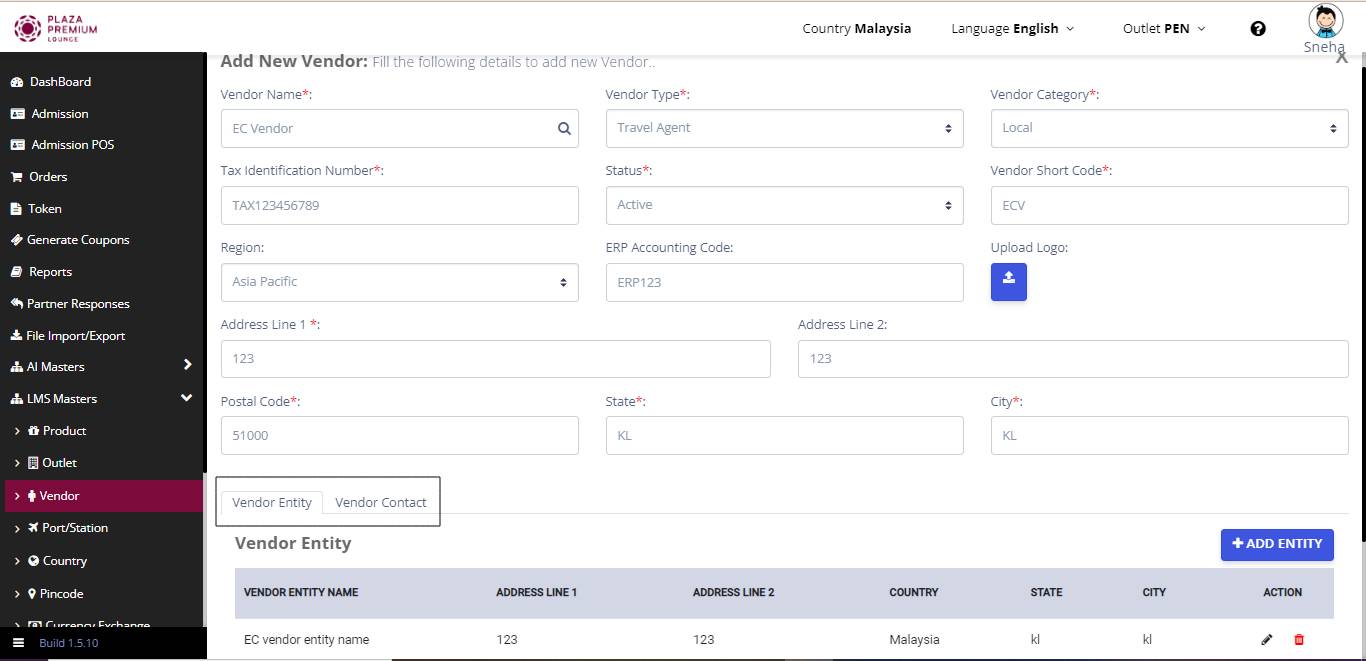 PLAZA
PREMIUM
LOUNGE
Country Malaysia
Language English
Outlet PEN
Sneha
X
DashBoard
Admission
Admission POS
Orders
Token
Generate Coupons
Reports
Partner Responses
File Import/Export
AI Masters
LMS Masters
Product
Outlet
Vendor
Port/Station
Country
Pincode
Currency Exchange
Build 1.5.10
Add New Vendor: Fill the following details to add new Vendor..
Vendor Name*: Vendor Type*: Vendor Category*:
EC Vendor Travel Agent Local
Tax Identification Number*: Status*: Vendor Short Code*:
TAX123456789 Active ECV
Region: ERP Accounting Code: Upload Logo:
Asia Pacific ERP123
Address Line 1 *: Address Line 2:
123 123
Postal Code*: State*: City*:
51000 KL KL
Vendor Entity Vendor Contact
Vendor Entity ADD ENTITY
VENDOR ENTITY NAME ADDRESS LINE 1 ADDRESS LINE 2 COUNTRY STATE CITY ACTION
EC vendor entity name 123 123 Malaysia kl kl